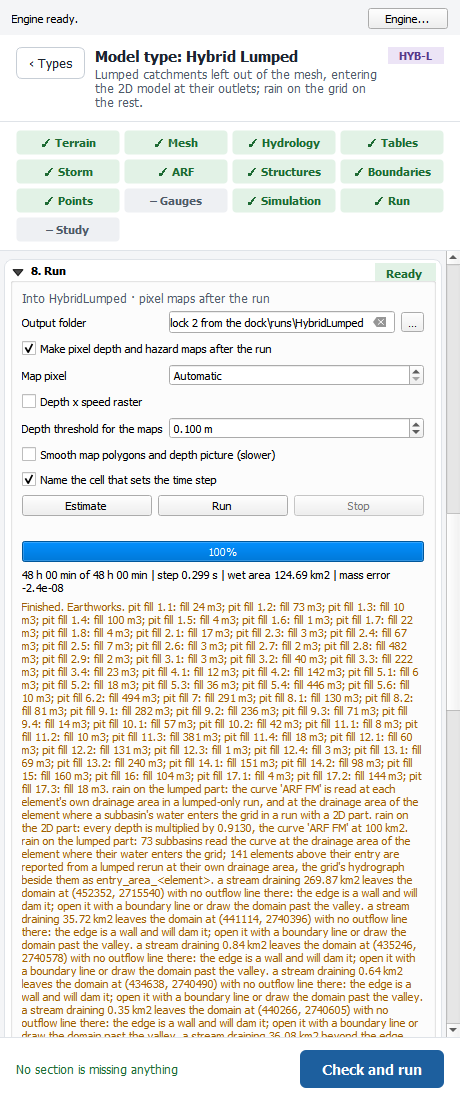 Engine ready.
Engine...
‹ Types
Model type: Hybrid Lumped
HYB-L
Lumped catchments left out of the mesh, entering
the 2D model at their outlets; rain on the grid on
the rest.
✓ Terrain
✓ Mesh
✓ Hydrology
✓ Tables
✓ Storm
✓ ARF
✓ Structures
✓ Boundaries
✓ Points
– Gauges
✓ Simulation
✓ Run
– Study
8. Run
Ready
Into HybridLumped · pixel maps after the run
Output folder
lock 2 from the dock\runs\HybridLumped
...
Make pixel depth and hazard maps after the run
Map pixel
Automatic
Depth x speed raster
Depth threshold for the maps
0.100 m
Smooth map polygons and depth picture (slower)
Name the cell that sets the time step
Estimate
Run
Stop
100%
48 h 00 min of 48 h 00 min | step 0.299 s | wet area 124.69 km2 | mass error
-2.4e-08
Finished. Earthworks. pit fill 1.1: fill 24 m3; pit fill 1.2: fill 73 m3; pit fill 1.3: fill 10
m3; pit fill 1.4: fill 100 m3; pit fill 1.5: fill 4 m3; pit fill 1.6: fill 1 m3; pit fill 1.7: fill 22
m3; pit fill 1.8: fill 4 m3; pit fill 2.1: fill 17 m3; pit fill 2.3: fill 3 m3; pit fill 2.4: fill 67
m3; pit fill 2.5: fill 7 m3; pit fill 2.6: fill 3 m3; pit fill 2.7: fill 2 m3; pit fill 2.8: fill 482
m3; pit fill 2.9: fill 2 m3; pit fill 3.1: fill 3 m3; pit fill 3.2: fill 40 m3; pit fill 3.3: fill 222
m3; pit fill 3.4: fill 23 m3; pit fill 4.1: fill 12 m3; pit fill 4.2: fill 142 m3; pit fill 5.1: fill 6
m3; pit fill 5.2: fill 18 m3; pit fill 5.3: fill 36 m3; pit fill 5.4: fill 446 m3; pit fill 5.6: fill
10 m3; pit fill 6.2: fill 494 m3; pit fill 7: fill 291 m3; pit fill 8.1: fill 130 m3; pit fill 8.2:
fill 81 m3; pit fill 9.1: fill 282 m3; pit fill 9.2: fill 236 m3; pit fill 9.3: fill 71 m3; pit fill
9.4: fill 14 m3; pit fill 10.1: fill 57 m3; pit fill 10.2: fill 42 m3; pit fill 11.1: fill 8 m3; pit
fill 11.2: fill 10 m3; pit fill 11.3: fill 381 m3; pit fill 11.4: fill 18 m3; pit fill 12.1: fill 60
m3; pit fill 12.2: fill 131 m3; pit fill 12.3: fill 1 m3; pit fill 12.4: fill 3 m3; pit fill 13.1: fill
69 m3; pit fill 13.2: fill 240 m3; pit fill 14.1: fill 151 m3; pit fill 14.2: fill 98 m3; pit fill
15: fill 160 m3; pit fill 16: fill 104 m3; pit fill 17.1: fill 4 m3; pit fill 17.2: fill 144 m3; pit
fill 17.3: fill 18 m3. rain on the lumped part: the curve 'ARF FM' is read at each
element's own drainage area in a lumped-only run, and at the drainage area of the
element where a subbasin's water enters the grid in a run with a 2D part. rain on
the 2D part: every depth is multiplied by 0.9130, the curve 'ARF FM' at 100 km2.
rain on the lumped part: 73 subbasins read the curve at the drainage area of the
element where their water enters the grid; 141 elements above their entry are
reported from a lumped rerun at their own drainage area, the grid's hydrograph
beside them as entry_area_<element>. a stream draining 269.87 km2 leaves the
domain at (452352, 2715540) with no outflow line there: the edge is a wall and will
dam it; open it with a boundary line or draw the domain past the valley. a stream
draining 35.72 km2 leaves the domain at (441114, 2740396) with no outflow line
there: the edge is a wall and will dam it; open it with a boundary line or draw the
domain past the valley. a stream draining 0.84 km2 leaves the domain at (435246,
2740578) with no outflow line there: the edge is a wall and will dam it; open it
with a boundary line or draw the domain past the valley. a stream draining 0.64
km2 leaves the domain at (434638, 2740490) with no outflow line there: the edge
is a wall and will dam it; open it with a boundary line or draw the domain past the
valley. a stream draining 0.35 km2 leaves the domain at (440266, 2740605) with no
outflow line there: the edge is a wall and will dam it; open it with a boundary line or
draw the domain past the valley. a stream draining 36.08 km2 beyond the edge
No section is missing anything
Check and run